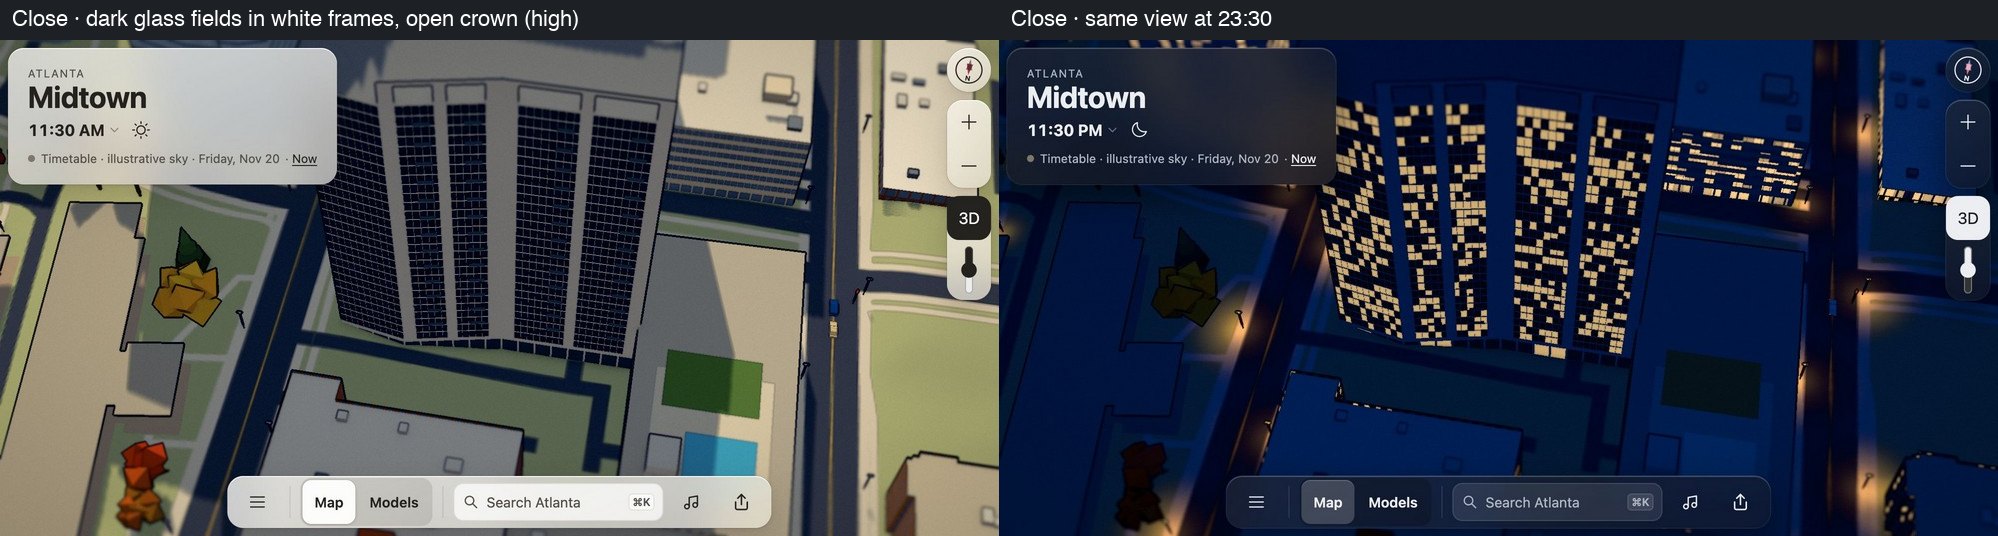 Close · dark glass fields in white frames, open crown (high)
ATLANTA
Midtown
11:30 AM
Timetable · illustrative sky · Friday, Nov 20 · Now
N
3D
Map Models Search Atlanta ⌘K
Close · same view at 23:30
ATLANTA
Midtown
11:30 PM
Timetable · illustrative sky · Friday, Nov 20 · Now
N
3D
Map Models Search Atlanta ⌘K